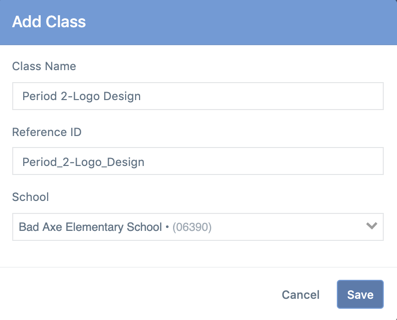 Add Class
Class Name
Period 2-Logo Design
Reference ID
Period_2-Logo_Design
School
Bad Axe Elementary School • (06390)
Cancel Save